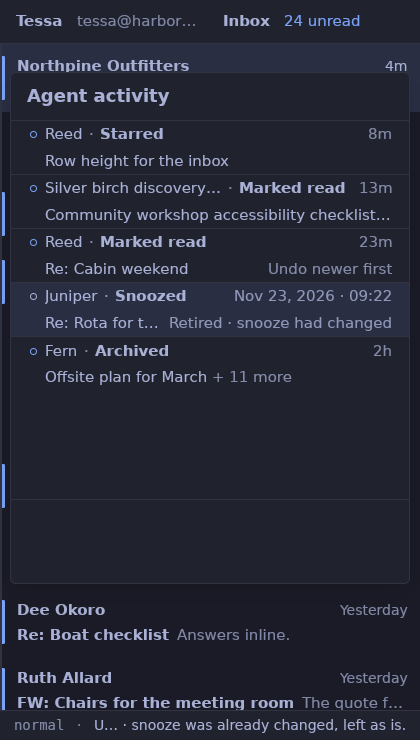 Tessa tessa@harbor… Inbox 24 unread
Northpine Outfitters 4m
Agent activity
Reed · Starred 8m
Row height for the inbox
Silver birch discovery… · Marked read 13m
Community workshop accessibility checklist…
Reed · Marked read 23m
Re: Cabin weekend Undo newer first
Juniper · Snoozed Nov 23, 2026 · 09:22
Re: Rota for t… Retired · snooze had changed
Fern · Archived 2h
Offsite plan for March + 11 more
Dee Okoro Yesterday
Re: Boat checklist Answers inline.
Ruth Allard Yesterday
FW: Chairs for the meeting room The quote f…
normal · U… · snooze was already changed, left as is.